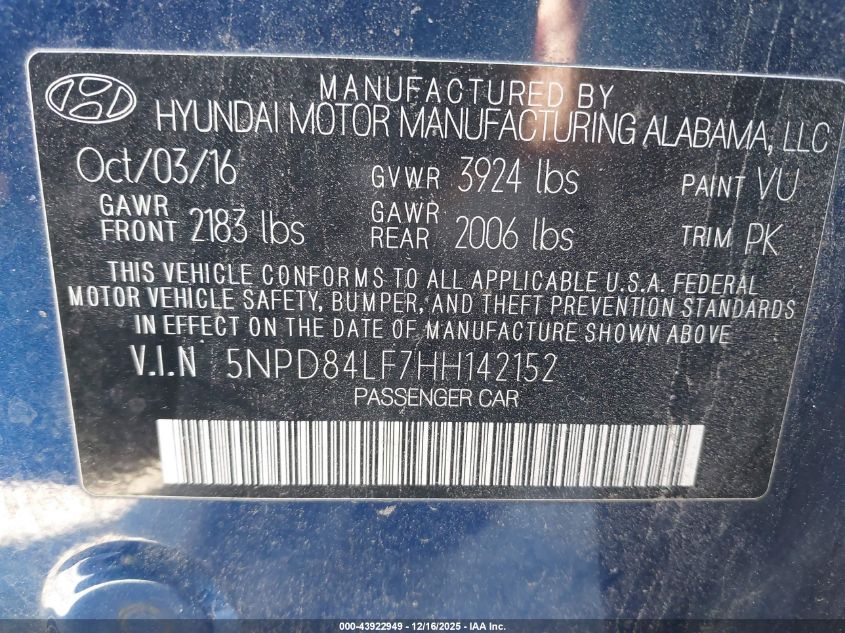 MANUFACTURED BY
HYUNDAI MOTOR MANUFACTURING ALABAMA, LLC
Oct/03/16 GVWR 3924 lbs PAINT VU
GAWR FRONT 2183 lbs GAWR REAR 2006 lbs TRIM PK
THIS VEHICLE CONFORMS TO ALL APPLICABLE U.S.A. FEDERAL
MOTOR VEHICLE SAFETY, BUMPER, AND THEFT PREVENTION STANDARDS
IN EFFECT ON THE DATE OF MANUFACTURE SHOWN ABOVE
V.I.N 5NPD84LF7HH142152
PASSENGER CAR
000-43922949 - 12/16/2025 - IAA Inc.